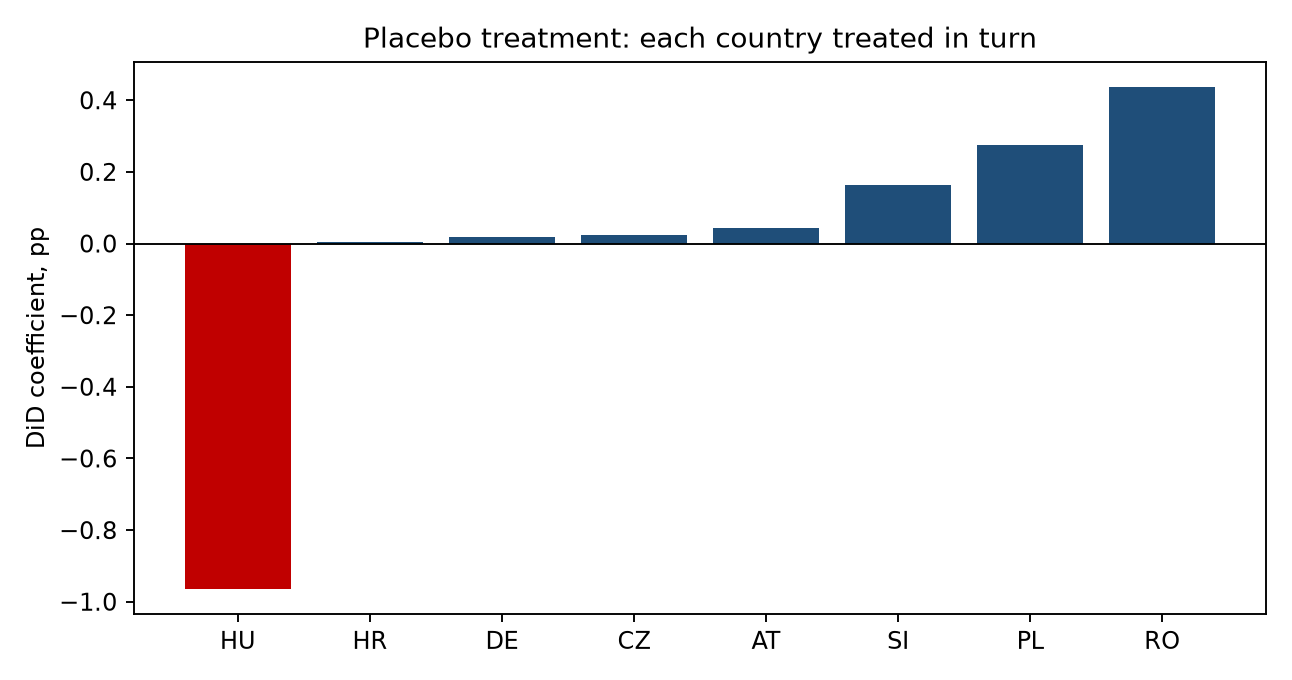 Placebo treatment: each country treated in turn
DiD coefficient, pp
0.4
0.2
0.0
−0.2
−0.4
−0.6
−0.8
−1.0
HU HR DE CZ AT SI PL RO